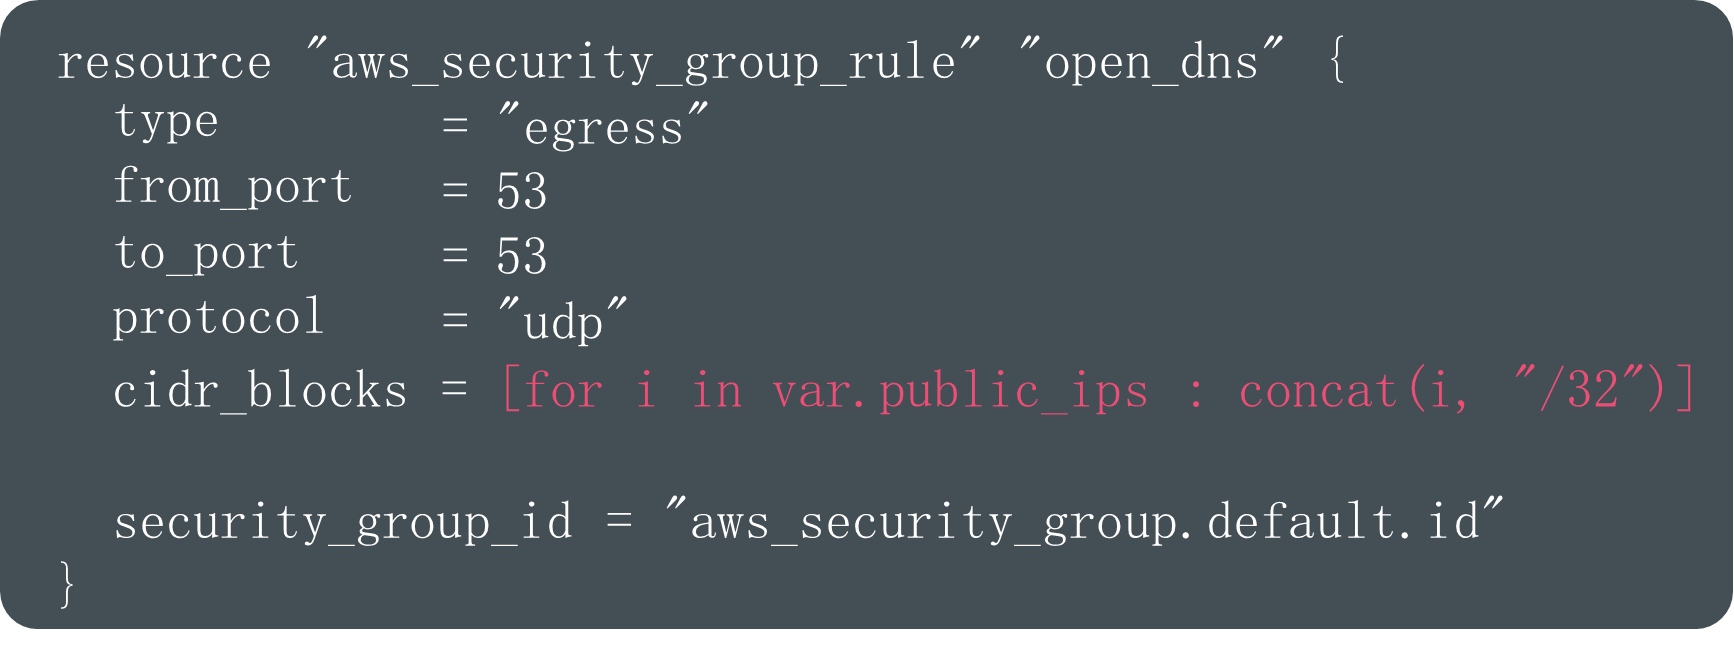 resource "aws_security_group_rule" "open_dns" {
  type        = "egress"
  from_port   = 53
  to_port     = 53
  protocol    = "udp"
  cidr_blocks = [for i in var.public_ips : concat(i, "/32")]
  security_group_id = "aws_security_group.default.id"
}